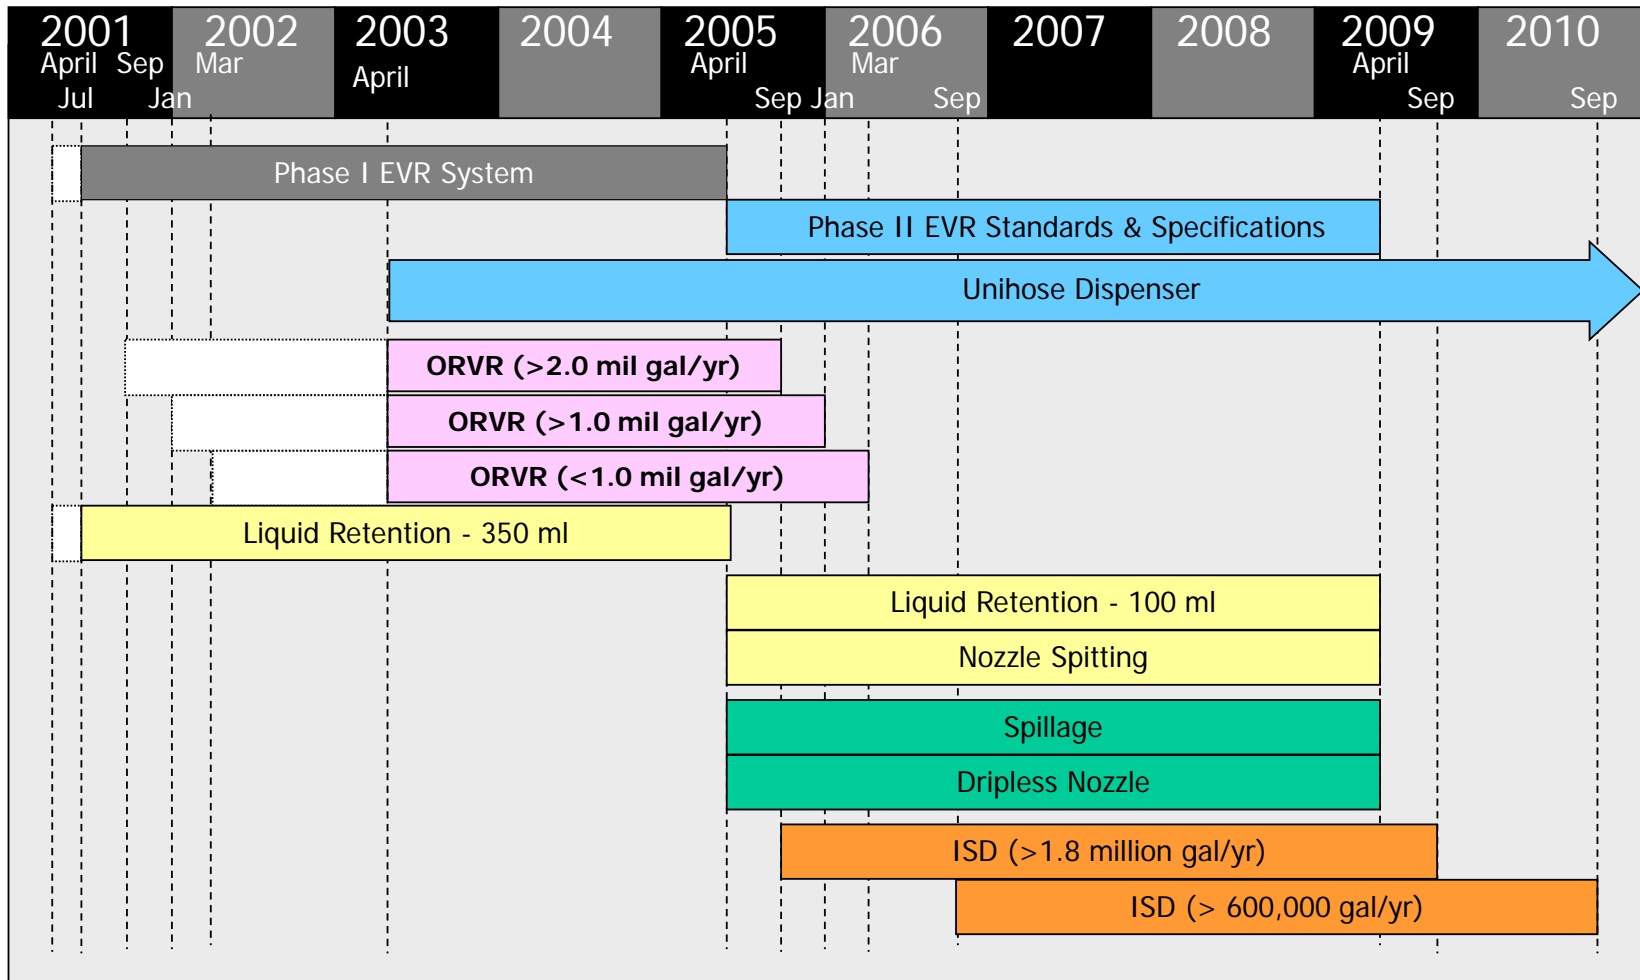 2001 2002 2003 2004 2005 2006 2007 2008 2009 2010
April Sep Mar April April Mar April
Jul Jan Sep Jan Sep Sep Sep
Phase I EVR System
Phase II EVR Standards & Specifications
Unihose Dispenser
ORVR (>2.0 mil gal/yr)
ORVR (>1.0 mil gal/yr)
ORVR (<1.0 mil gal/yr)
Liquid Retention - 350 ml
Liquid Retention - 100 ml
Nozzle Spitting
Spillage
Dripless Nozzle
ISD (>1.8 million gal/yr)
ISD (> 600,000 gal/yr)